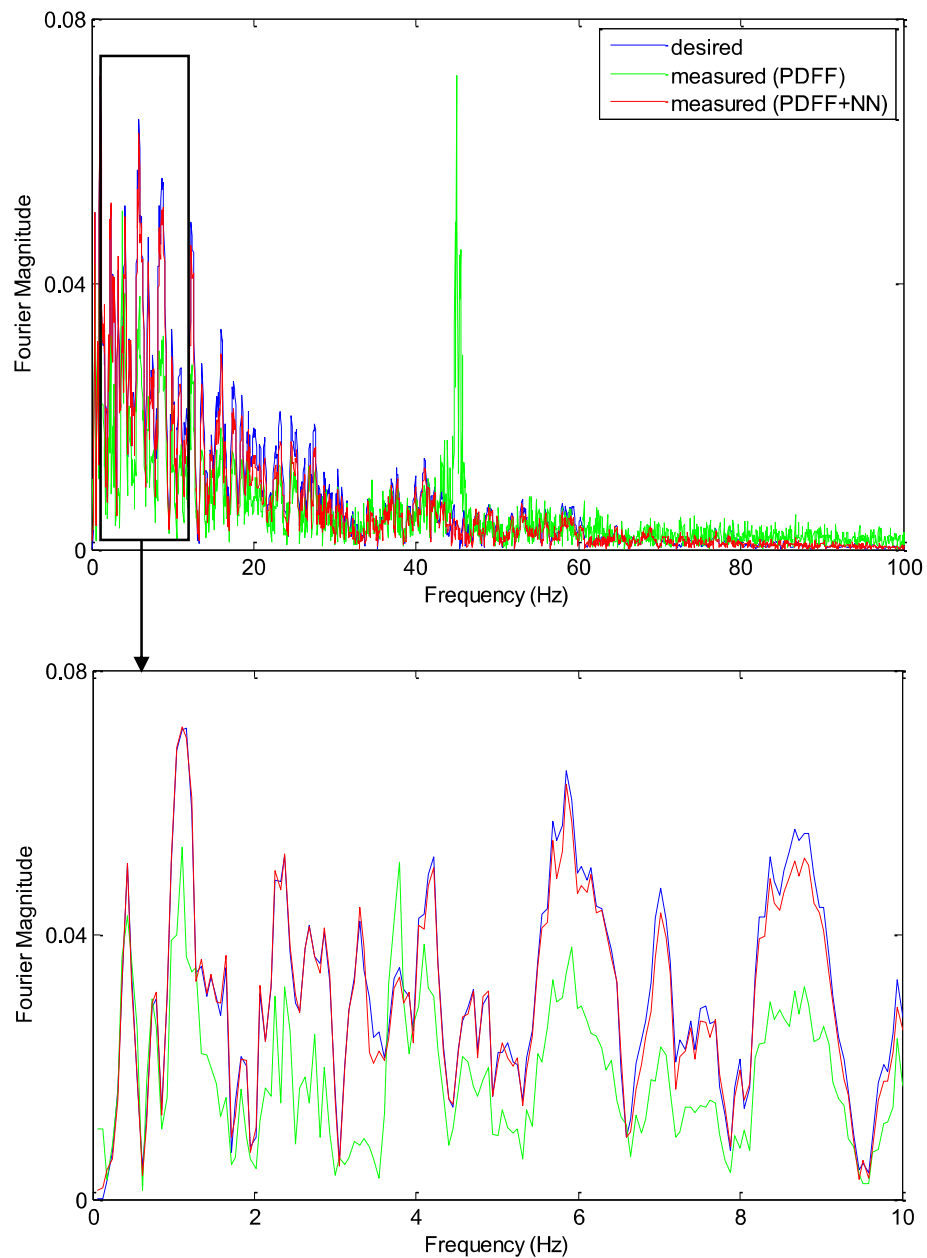 0.08
desired
measured (PDFF)
measured (PDFF+NN)
Fourier Magnitude
0.04
0
0 20 40 60 80 100
Frequency (Hz)
0.08
Fourier Magnitude
0.04
0
0 2 4 6 8 10
Frequency (Hz)